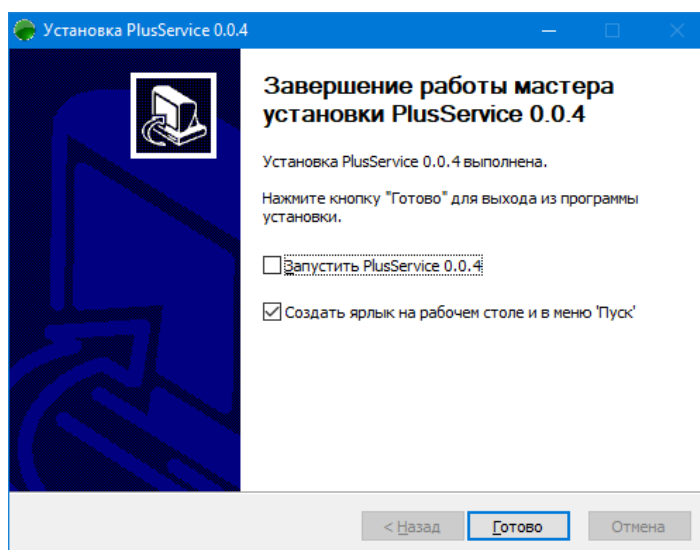 Установка PlusService 0.0.4
Завершение работы мастера
установки PlusService 0.0.4
Установка PlusService 0.0.4 выполнена.
Нажмите кнопку "Готово" для выхода из программы
установки.
Запустить PlusService 0.0.4
Создать ярлык на рабочем столе и в меню 'Пуск'
< Назад
Готово
Отмена